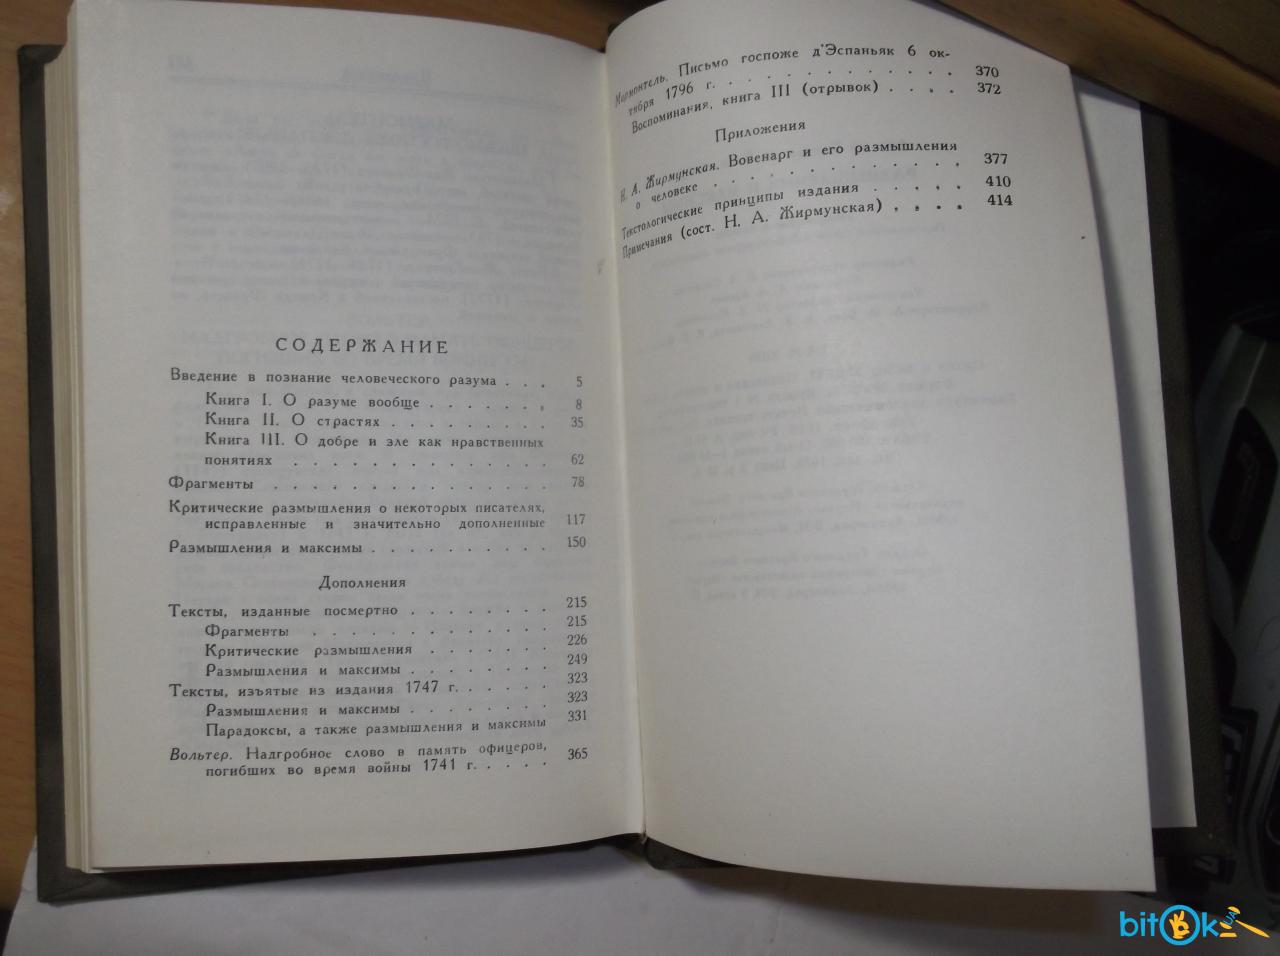 СОДЕРЖАНИЕ
Введение в познание человеческого разума . . . 5
Книга I. О разуме вообще . . . . . . . 8
Книга II. О страстях . . . . . . . . . 35
Книга III. О добре и зле как нравственных
понятиях . . . . . . . . . . . . . 62
Фрагменты . . . . . . . . . . . . . . 78
Критические размышления о некоторых писателях,
исправленные и значительно дополненные 117
Размышления и максимы . . . . . . . . . . 150
Дополнения
Тексты, изданные посмертно . . . . . . . . 215
Фрагменты . . . . . . . . . . . . 215
Критические размышления . . . . . . . 226
Размышления и максимы . . . . . . . . 249
Тексты, изъятые из издания 1747 г. . . . . . 323
Размышления и максимы . . . . . . . . 323
Парадоксы, а также размышления и максимы 331
Вольтер. Надгробное слово в память офицеров,
погибших во время войны 1741 г. . . . . 365
Мармонтель. Письмо госпоже д'Эспаньяк 6 ок-
тября 1796 г. . . . . . . . . . . . . 370
Воспоминания, книга III (отрывок) . . . . 372
Приложения
Н. А. Жирмунская. Вовенарг и его размышления
о человеке . . . . . . . . . . . . . 377
Текстологические принципы издания . . . . . 410
Примечания (сост. Н. А. Жирмунская) . . . . 414
bitOk
UA